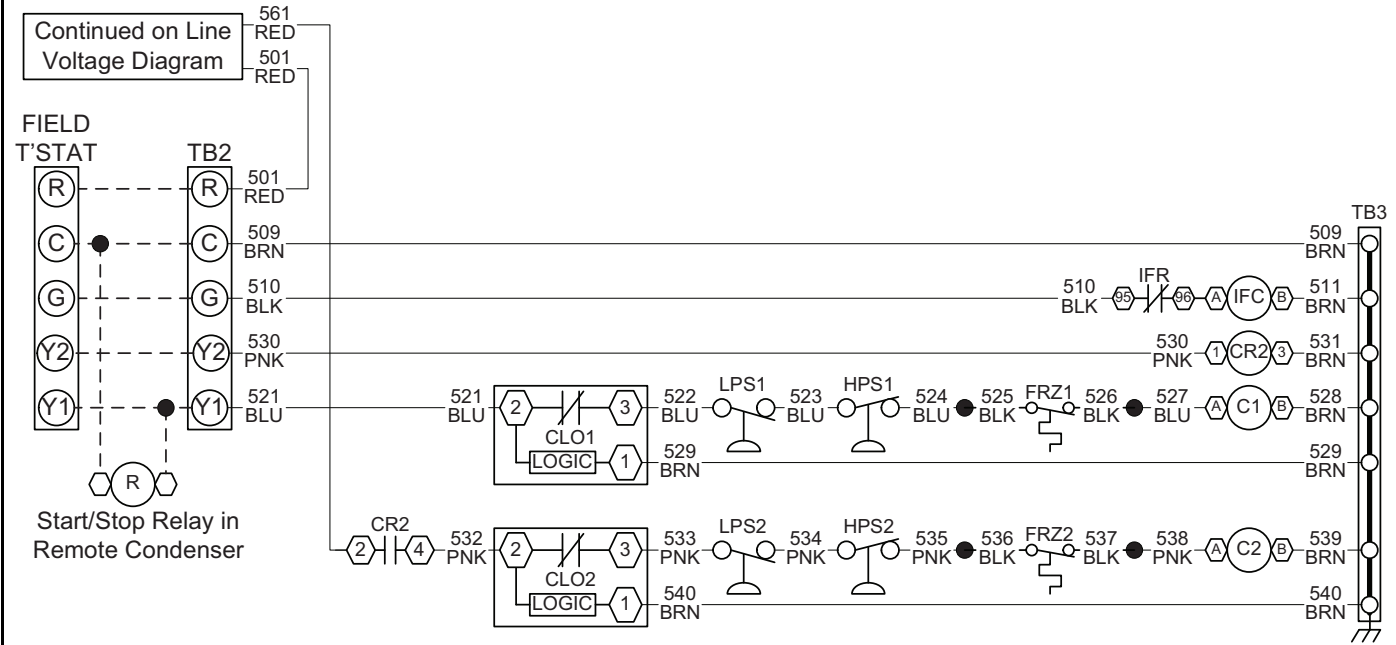 Continued on Line
Voltage Diagram
561
RED
501
RED
FIELD
T'STAT
TB2
R
R
501
RED
TB3
C
C
509
BRN
509
BRN
G
G
510
BLK
510
BLK
95
IFR
96
A
IFC
B
511
BRN
Y2
Y2
530
PNK
530
PNK
1
CR2
3
531
BRN
Y1
Y1
521
BLU
521
BLU
2
3
CLO1
LOGIC
1
522
BLU
LPS1
523
BLU
HPS1
524
BLU
525
BLK
FRZ1
526
BLK
527
BLU
A
C1
B
528
BRN
529
BRN
529
BRN
R
Start/Stop Relay in
Remote Condenser
CR2
2
4
532
PNK
2
3
CLO2
LOGIC
1
533
PNK
LPS2
534
PNK
HPS2
535
PNK
536
BLK
FRZ2
537
BLK
538
PNK
A
C2
B
539
BRN
540
BRN
540
BRN